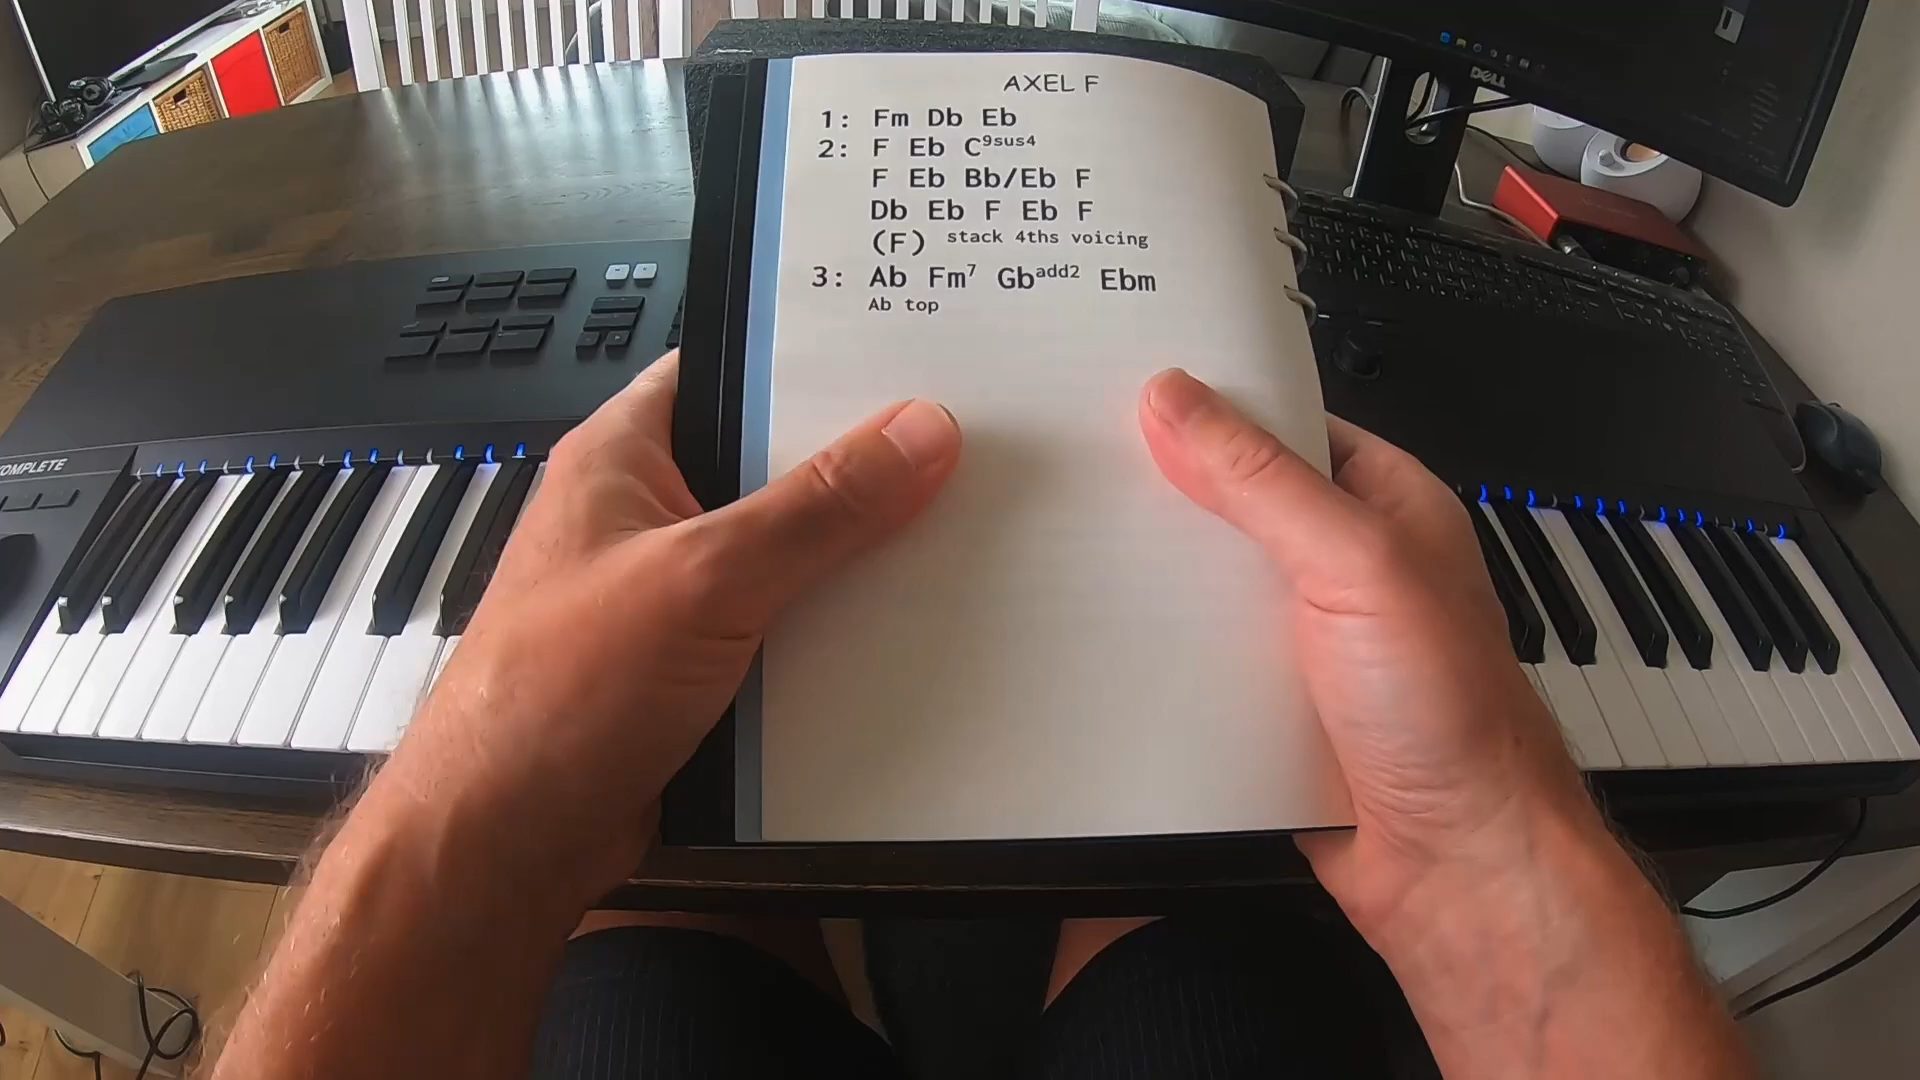 AXEL F
1: Fm Db Eb
2: F Eb C9sus4
F Eb Bb/Eb F
Db Eb F Eb F
(F) stack 4ths voicing
3: Ab Fm7 Gbadd2 Ebm
Ab top
DELL
OMPLETE